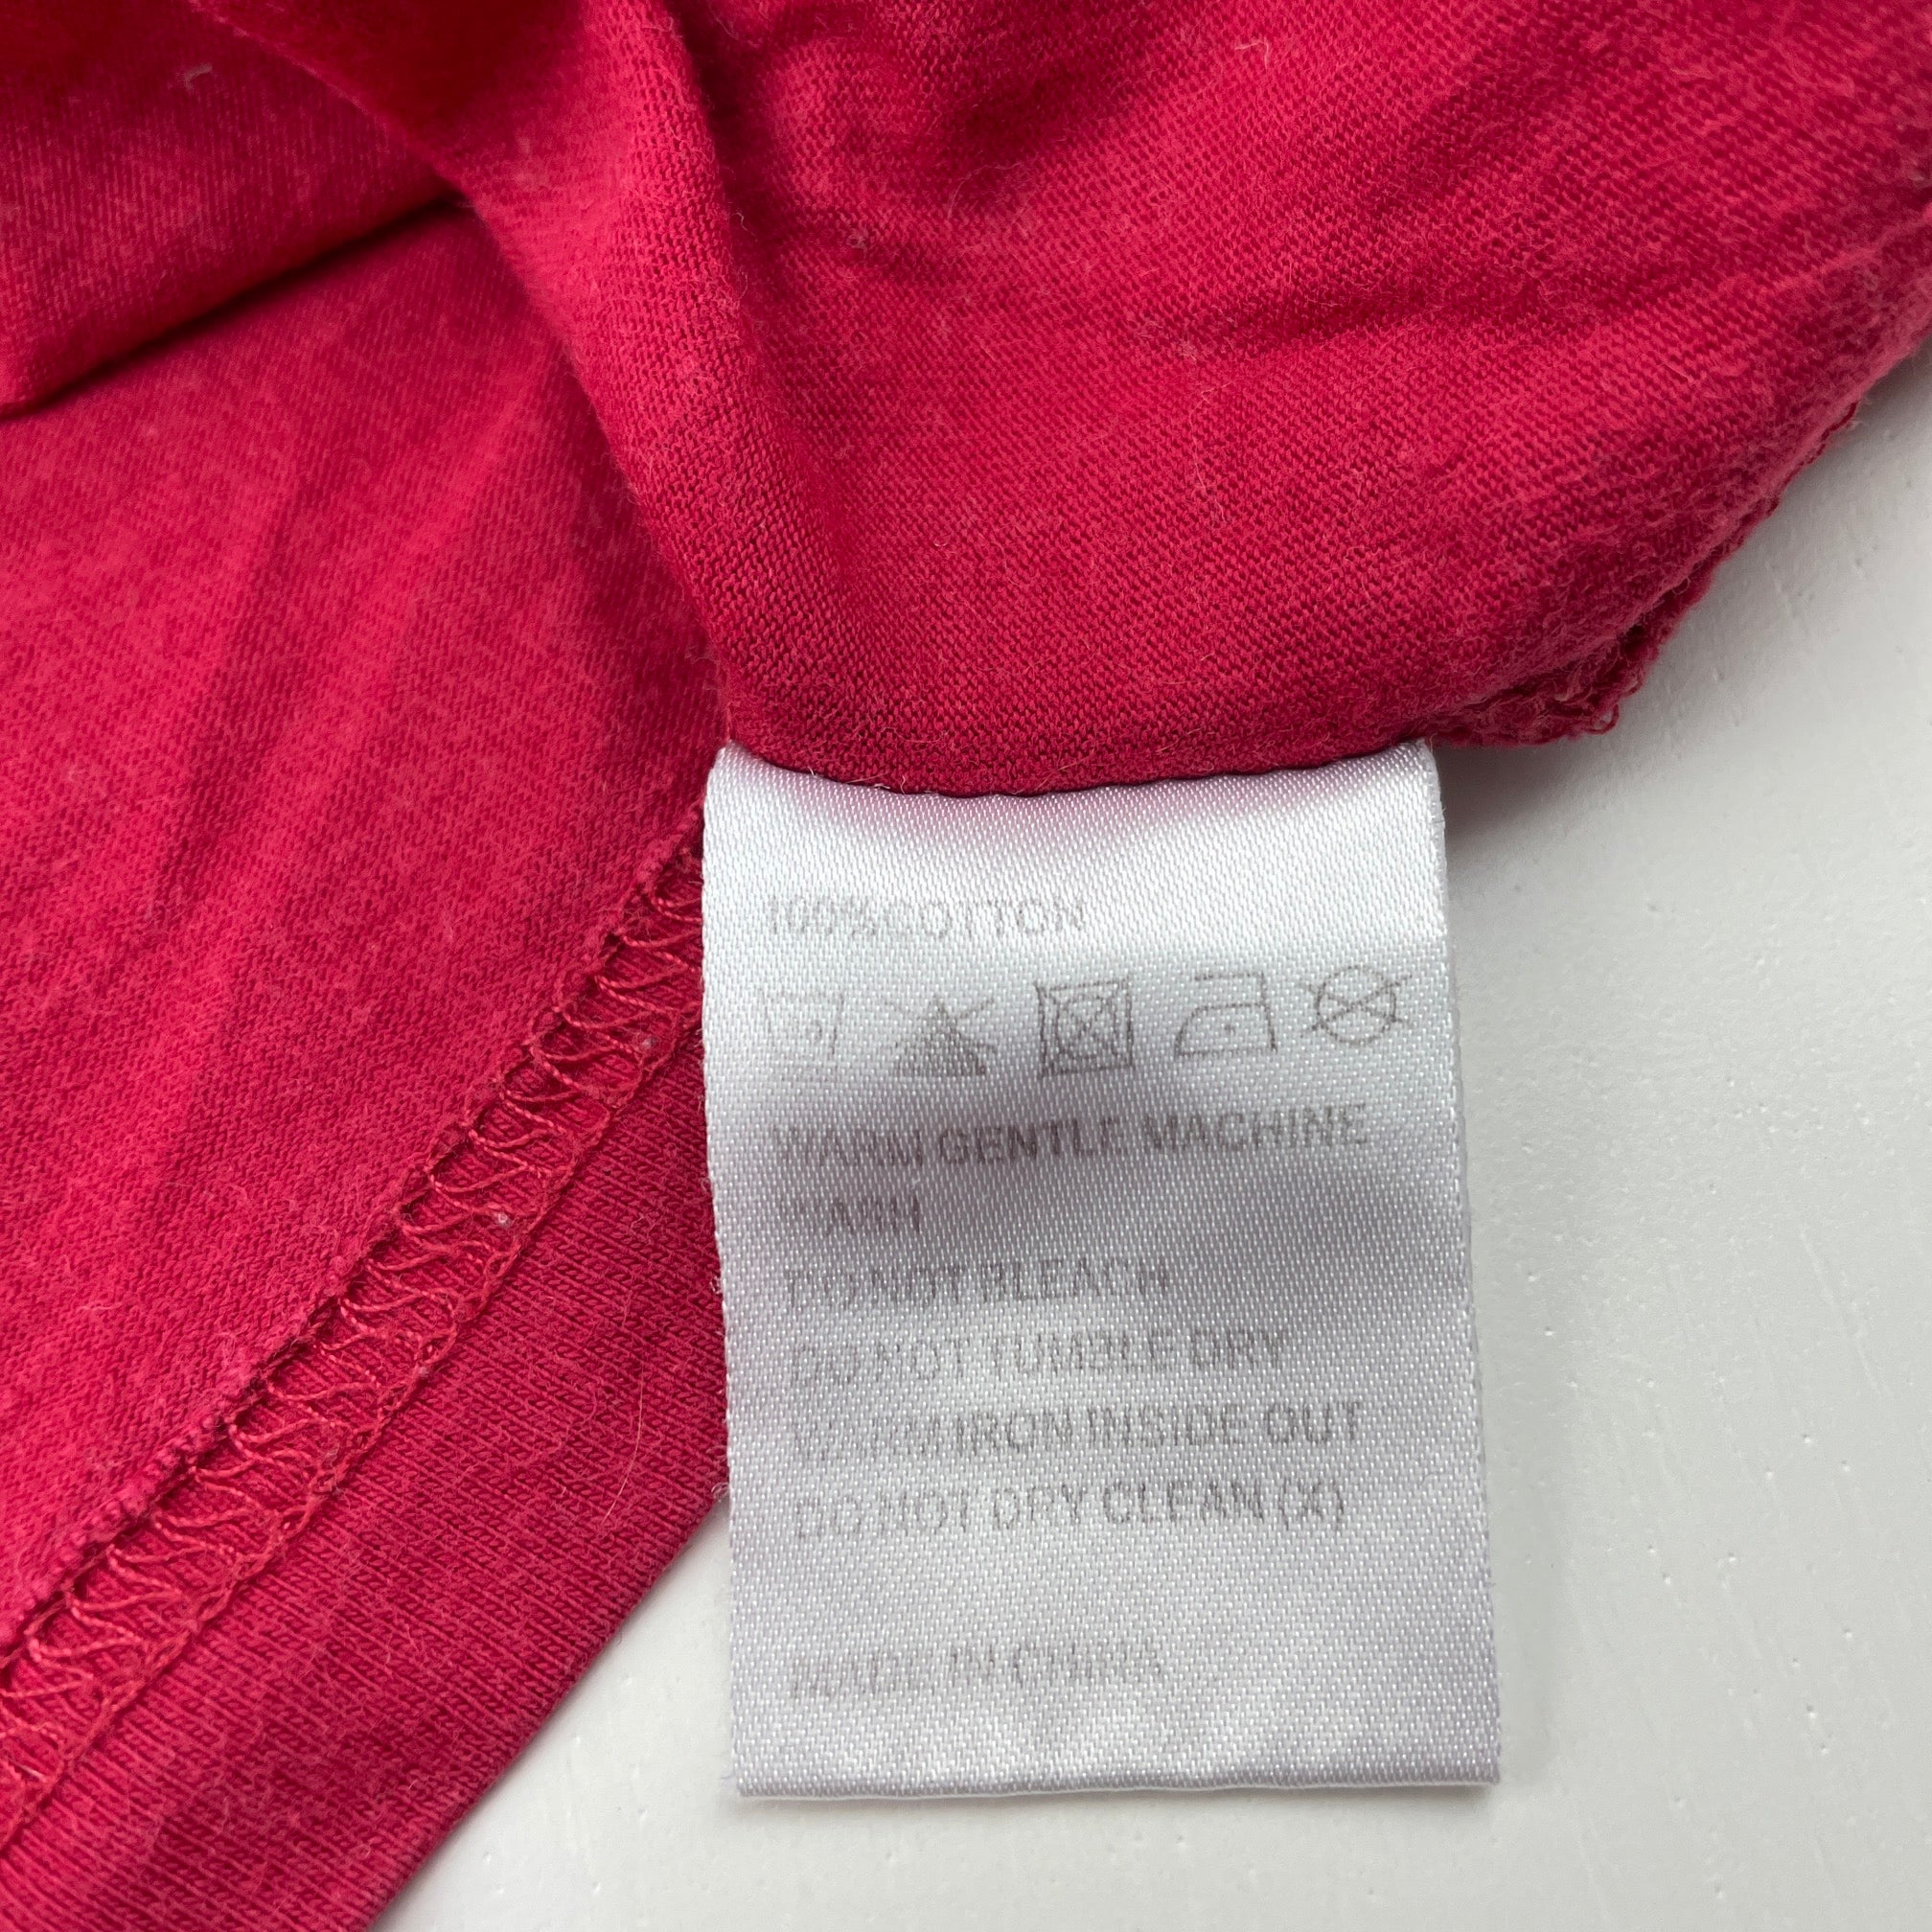 100%COTTON
WARM GENTLE MACHINE
WASH
DO NOT BLEACH
DO NOT TUMBLE DRY
WARM IRON INSIDE OUT
DO NOT DRY CLEAN (X)
MADE IN CHINA